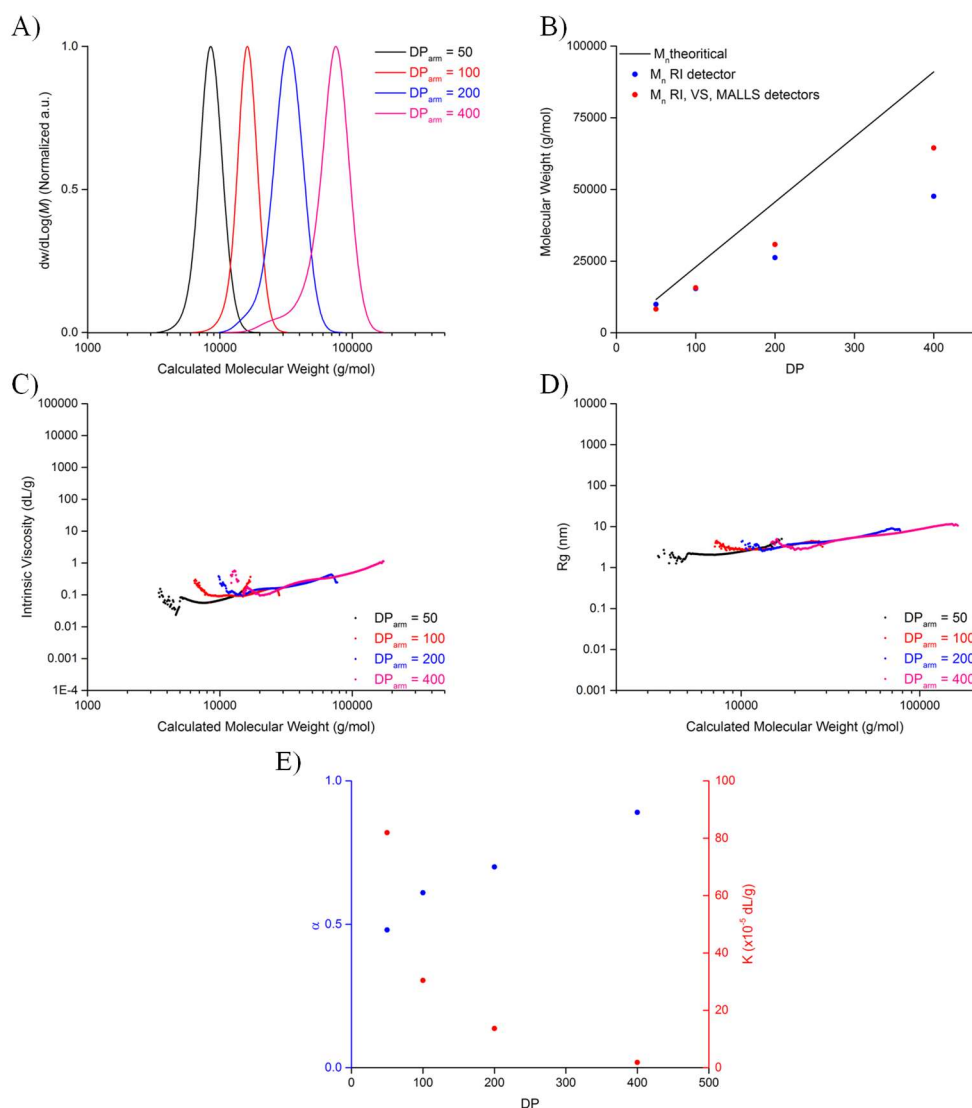 A)
1.0
0.5
0.0
1000
10000
100000
dw/dLog(M) (Normalized a.u.)
Calculated Molecular Weight (g/mol)
DParm = 50
DParm = 100
DParm = 200
DParm = 400
B)
100000
75000
50000
25000
0
0
100
200
300
400
Molecular Weight (g/mol)
DP
Mn theoritical
Mn RI detector
Mn RI, VS, MALLS detectors
C)
100000
10000
1000
100
10
1
0.1
0.01
0.001
1E-4
1000
10000
100000
Intrinsic Viscosity (dL/g)
Calculated Molecular Weight (g/mol)
DParm = 50
DParm = 100
DParm = 200
DParm = 400
D)
10000
1000
100
10
1
0.1
0.01
0.001
10000
100000
Rg (nm)
Calculated Molecular Weight (g/mol)
DParm = 50
DParm = 100
DParm = 200
DParm = 400
E)
1.0
0.5
0.0
α
100
80
60
40
20
0
K (x10⁻⁵ dL/g)
0
100
200
300
400
500
DP